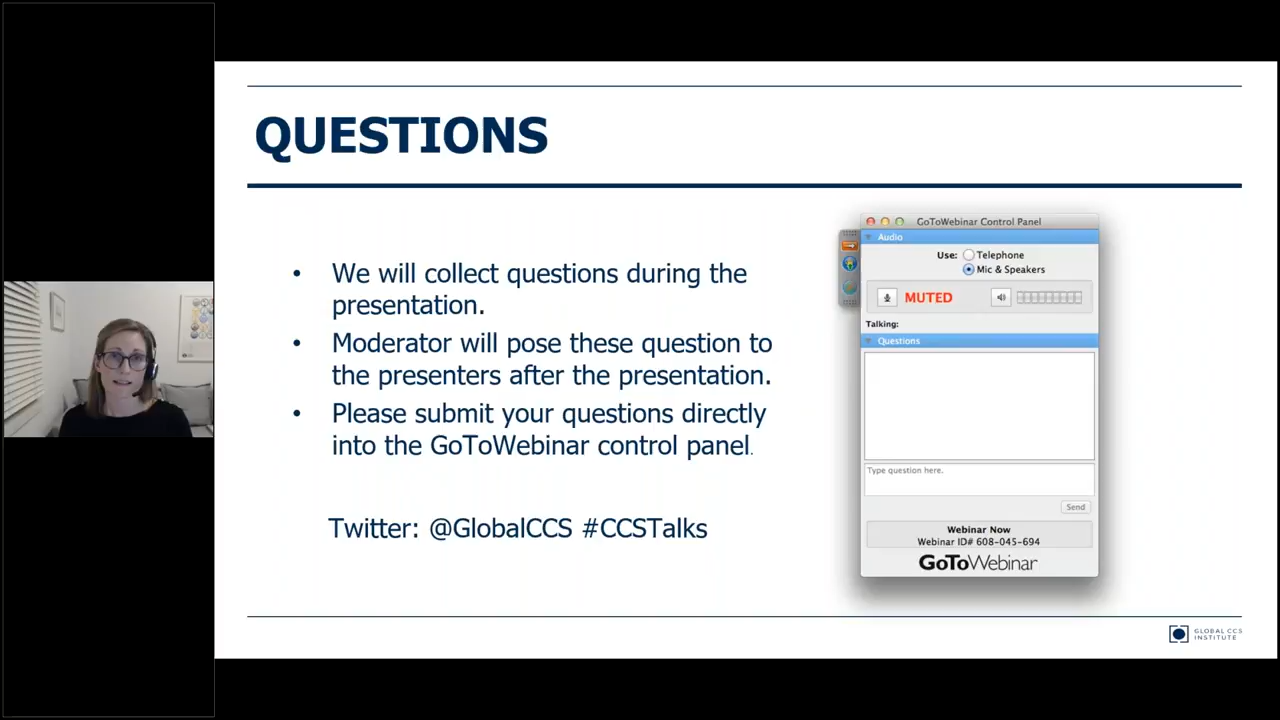 QUESTIONS
• We will collect questions during the
presentation.
• Moderator will pose these question to
the presenters after the presentation.
• Please submit your questions directly
into the GoToWebinar control panel.
Twitter: @GlobalCCS #CCSTalks
GoToWebinar Control Panel
Audio
Use: Telephone
Mic & Speakers
MUTED
Talking:
Questions
Type question here.
Send
Webinar Now
Webinar ID# 608-045-694
GoToWebinar
GLOBAL CCS
INSTITUTE